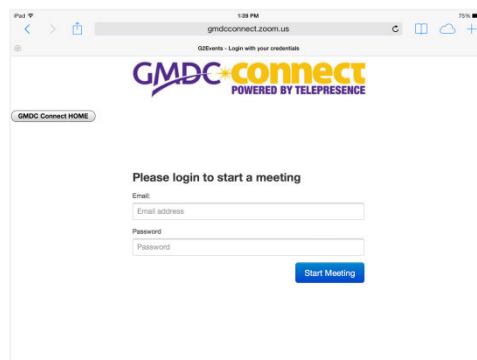 iPad 1:29 PM 75%
gmdcconnect.zoom.us
G2Events - Login with your credentials
GMDC CONNECT
POWERED BY TELEPRESENCE
GMDC Connect HOME
Please login to start a meeting
Email:
Email address
Password
Password
Start Meeting